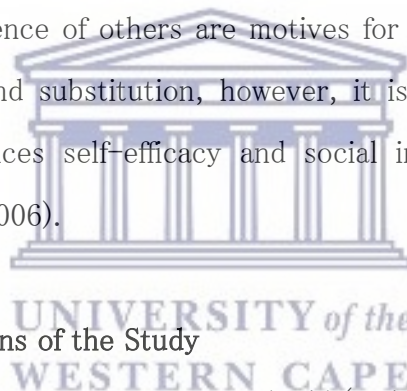 ence of others are motives for
nd substitution, however, it is
ces self-efficacy and social in
006).
UNIVERSITY of the
ns of the Study
WESTERN CAPE